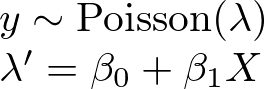 y ∼ Poisson(λ)
λ′ = β₀ + β₁X